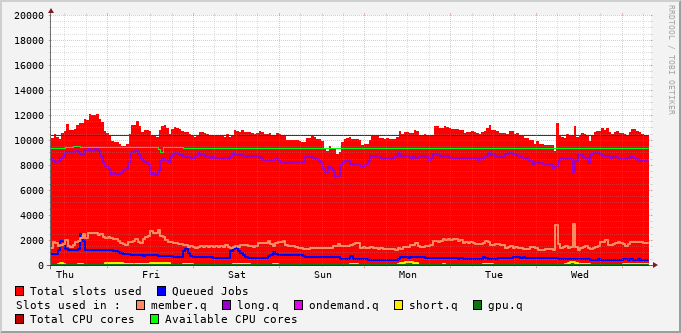 20000
18000
16000
14000
12000
10000
8000
6000
4000
2000
0
Thu Fri Sat Sun Mon Tue Wed
RRDTOOL / TOBI OETIKER
Total slots used Queued Jobs
Slots used in : member.q long.q ondemand.q short.q gpu.q
Total CPU cores Available CPU cores